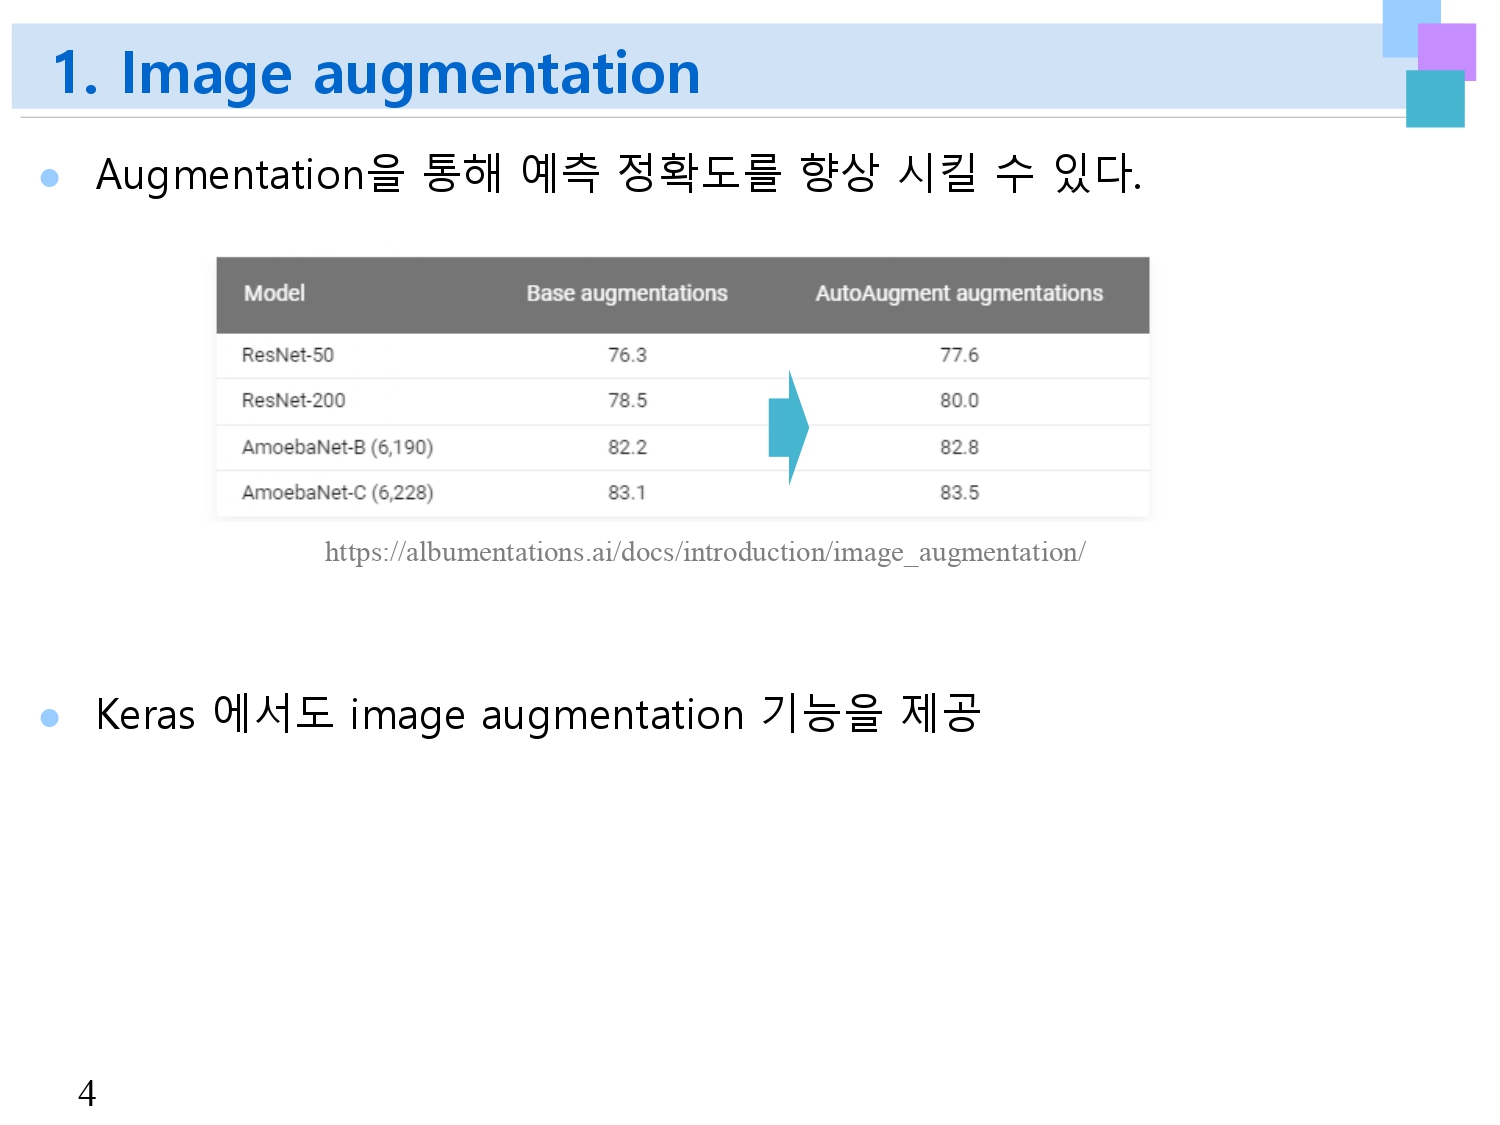 1. Image augmentation
Augmentation을 통해 예측 정확도를 향상 시킬 수 있다.
Model Base augmentations AutoAugment augmentations
ResNet-50 76.3 77.6
ResNet-200 78.5 80.0
AmoebaNet-B (6,190) 82.2 82.8
AmoebaNet-C (6,228) 83.1 83.5
https://albumentations.ai/docs/introduction/image_augmentation/
Keras 에서도 image augmentation 기능을 제공
4